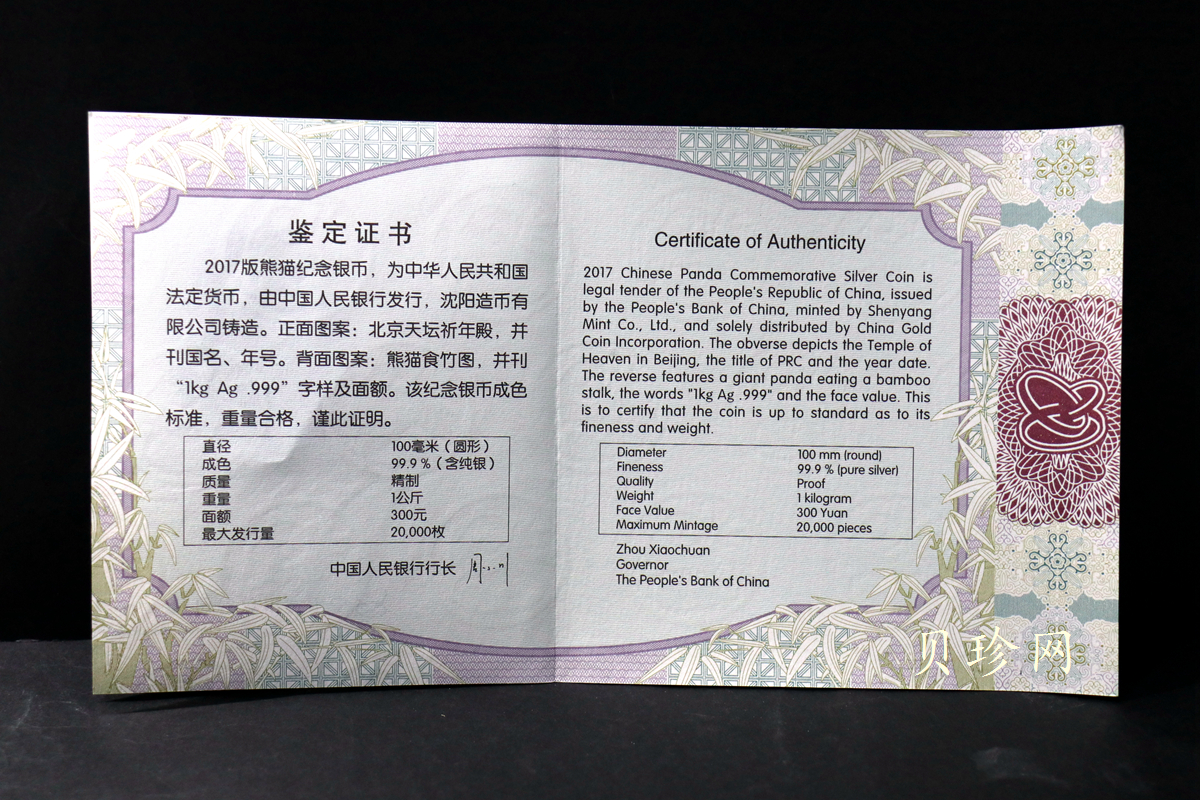 鉴定证书
2017版熊猫纪念银币，为中华人民共和国
法定货币，由中国人民银行发行，沈阳造币有
限公司铸造。正面图案：北京天坛祈年殿，并
刊国名、年号。背面图案：熊猫食竹图，并刊
“1kg Ag .999”字样及面额。该纪念银币成色
标准，重量合格，谨此证明。
直径 100毫米（圆形）
成色 99.9 %（含纯银）
质量 精制
重量 1公斤
面额 300元
最大发行量 20,000枚
中国人民银行行长
Certificate of Authenticity
2017 Chinese Panda Commemorative Silver Coin is
legal tender of the People's Republic of China, issued
by the People's Bank of China, minted by Shenyang
Mint Co., Ltd., and solely distributed by China Gold
Coin Incorporation. The obverse depicts the Temple of
Heaven in Beijing, the title of PRC and the year date.
The reverse features a giant panda eating a bamboo
stalk, the words "1kg Ag .999" and the face value. This
is to certify that the coin is up to standard as to its
fineness and weight.
Diameter 100 mm (round)
Fineness 99.9 % (pure silver)
Quality Proof
Weight 1 kilogram
Face Value 300 Yuan
Maximum Mintage 20,000 pieces
Zhou Xiaochuan
Governor
The People's Bank of China
贝珍网